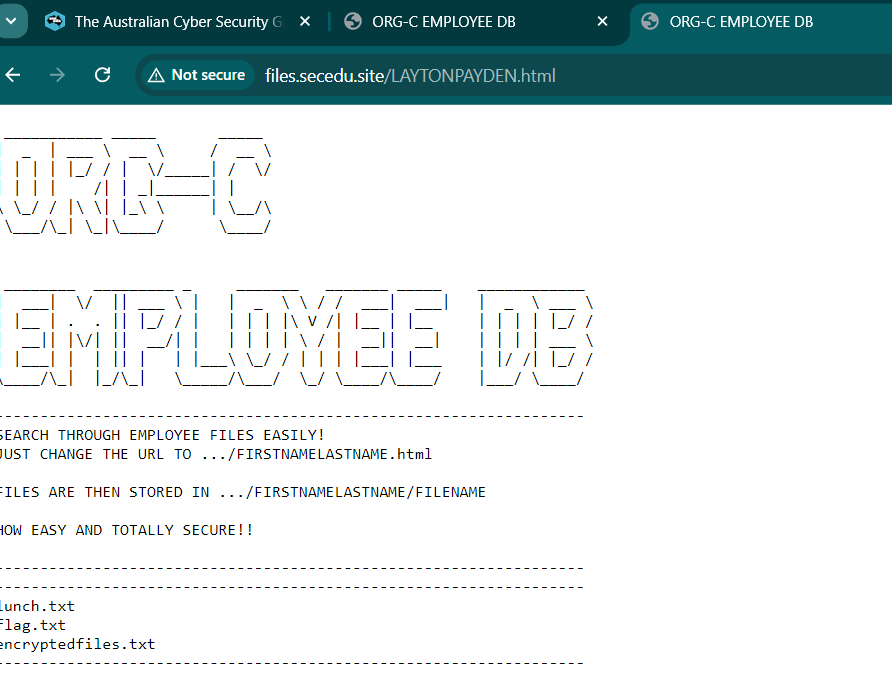 The Australian Cyber Security G
ORG-C EMPLOYEE DB
ORG-C EMPLOYEE DB
Not secure
files.secedu.site/LAYTONPAYDEN.html
ORG-C
EMPLOYEE DB
SEARCH THROUGH EMPLOYEE FILES EASILY!
JUST CHANGE THE URL TO .../FIRSTNAMELASTNAME.html
FILES ARE THEN STORED IN .../FIRSTNAMELASTNAME/FILENAME
HOW EASY AND TOTALLY SECURE!!
lunch.txt
flag.txt
encryptedfiles.txt